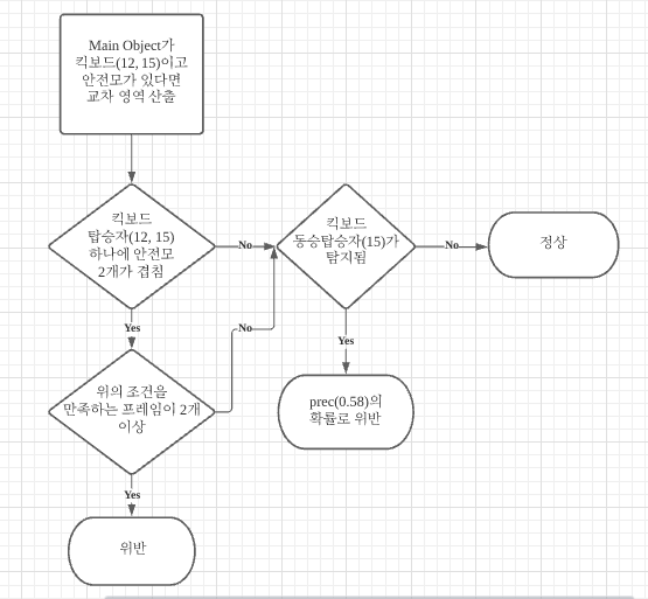 Main Object가
킥보드(12, 15)이고
안전모가 있다면
교차 영역 산출
킥보드
탑승자(12, 15)
하나에 안전모
2개가 겹침
No
킥보드
동승탑승자(15)가
탐지됨
No
정상
Yes
No
Yes
위의 조건을
만족하는 프레임이 2개
이상
prec(0.58)의
확률로 위반
Yes
위반